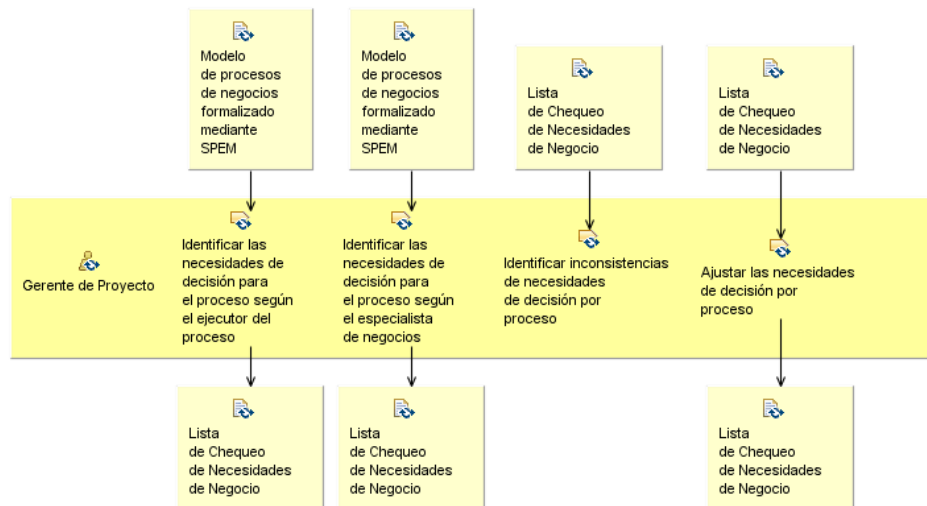 Modelo
de procesos
de negocios
formalizado
mediante
SPEM
Modelo
de procesos
de negocios
formalizado
mediante
SPEM
Lista
de Chequeo
de Necesidades
de Negocio
Lista
de Chequeo
de Necesidades
de Negocio
Gerente de Proyecto
Identificar las
necesidades de
decisión para
el proceso según
el ejecutor del
proceso
Identificar las
necesidades de
decisión para
el proceso según
el especialista
de negocios
Identificar inconsistencias
de necesidades
de decisión por
proceso
Ajustar las necesidades
de decisión por
proceso
Lista
de Chequeo
de Necesidades
de Negocio
Lista
de Chequeo
de Necesidades
de Negocio
Lista
de Chequeo
de Necesidades
de Negocio